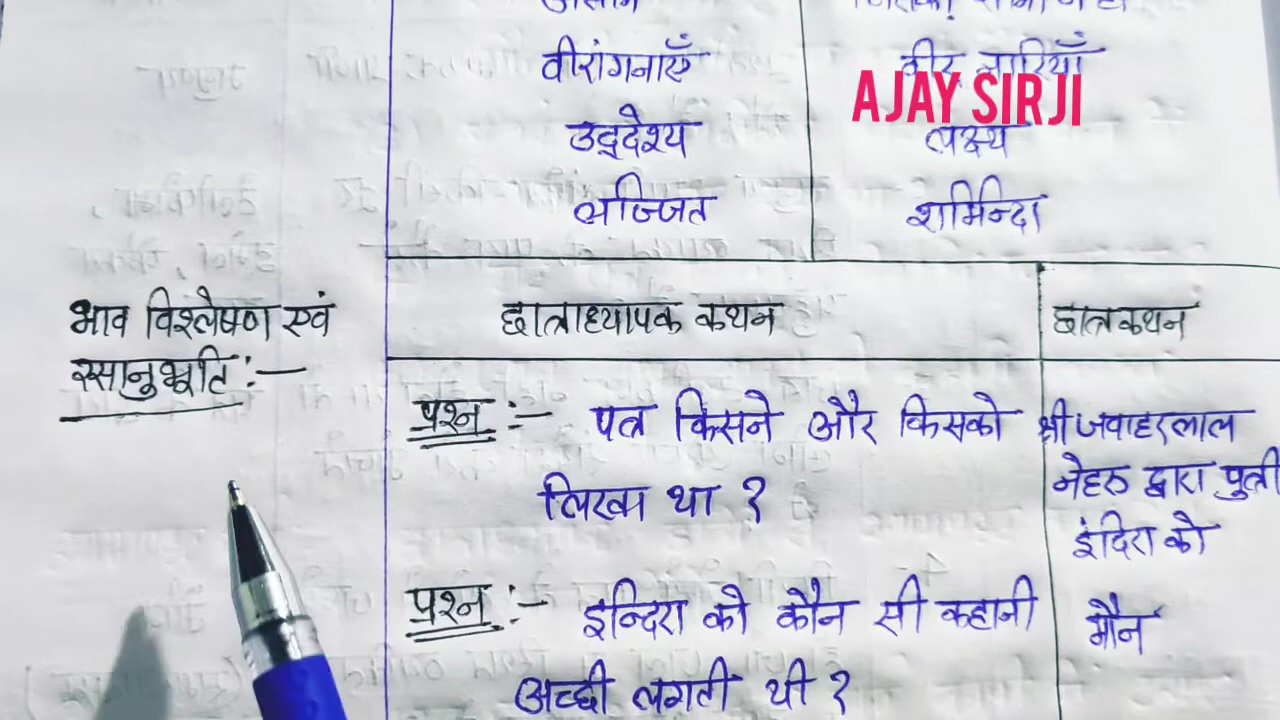 वीरांगनाएँ वीर नारियाँ
AJAY SIRJI
उद्देश्य लक्ष्य
लज्जित शर्मिन्दा
भाव विश्लेषण एवं छात्राध्यापक कथन छात्रकथन
रसानुभूति :—
प्रश्न :— पत्र किसने और किसको श्री जवाहरलाल
लिखा था ? नेहरु द्वारा पुत्री
इंदिरा को
प्रश्न :— इन्दिरा को कौन सी कहानी मौन
अच्छी लगती थी ?